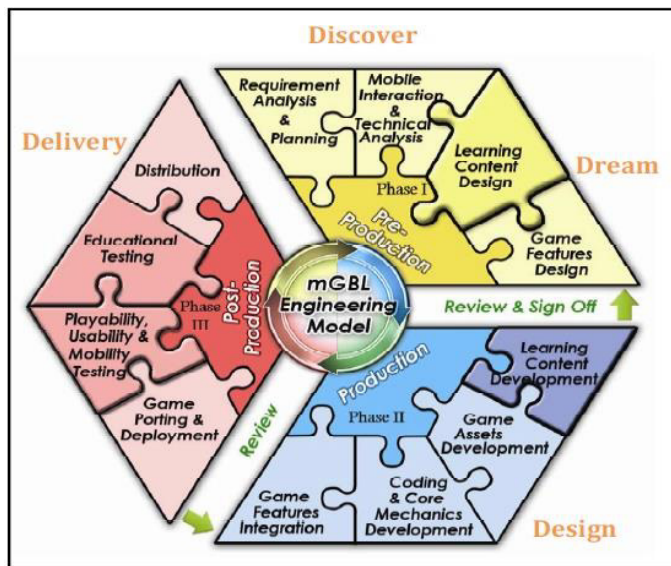 Discover
Requirement
Analysis
&
Planning
Mobile
Interaction
&
Technical
Analysis
Learning
Content
Design
Dream
Game
Features
Design
Phase I
Pre-
Production
Delivery
Distribution
Educational
Testing
Playability,
Usability &
Mobility
Testing
Game
Porting &
Deployment
Phase
III
Post-
Production
mGBL
Engineering
Model
Review & Sign Off
Production
Phase II
Learning
Content
Development
Game
Assets
Development
Coding
& Core
Mechanics
Development
Game
Features
Integration
Review
Design